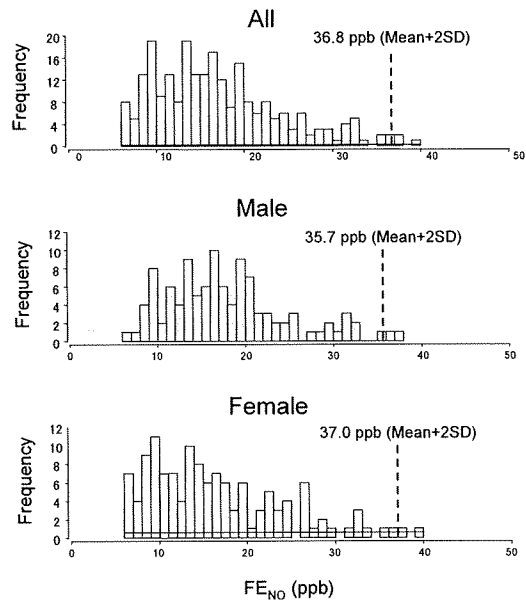 All
36.8 ppb (Mean+2SD)
Frequency
20
16
12
8
4
0
0 10 20 30 40 50
Male
35.7 ppb (Mean+2SD)
Frequency
12
10
8
6
4
2
0
0 10 20 30 40 50
Female
37.0 ppb (Mean+2SD)
Frequency
12
10
8
6
4
2
0
0 10 20 30 40 50
FENO (ppb)